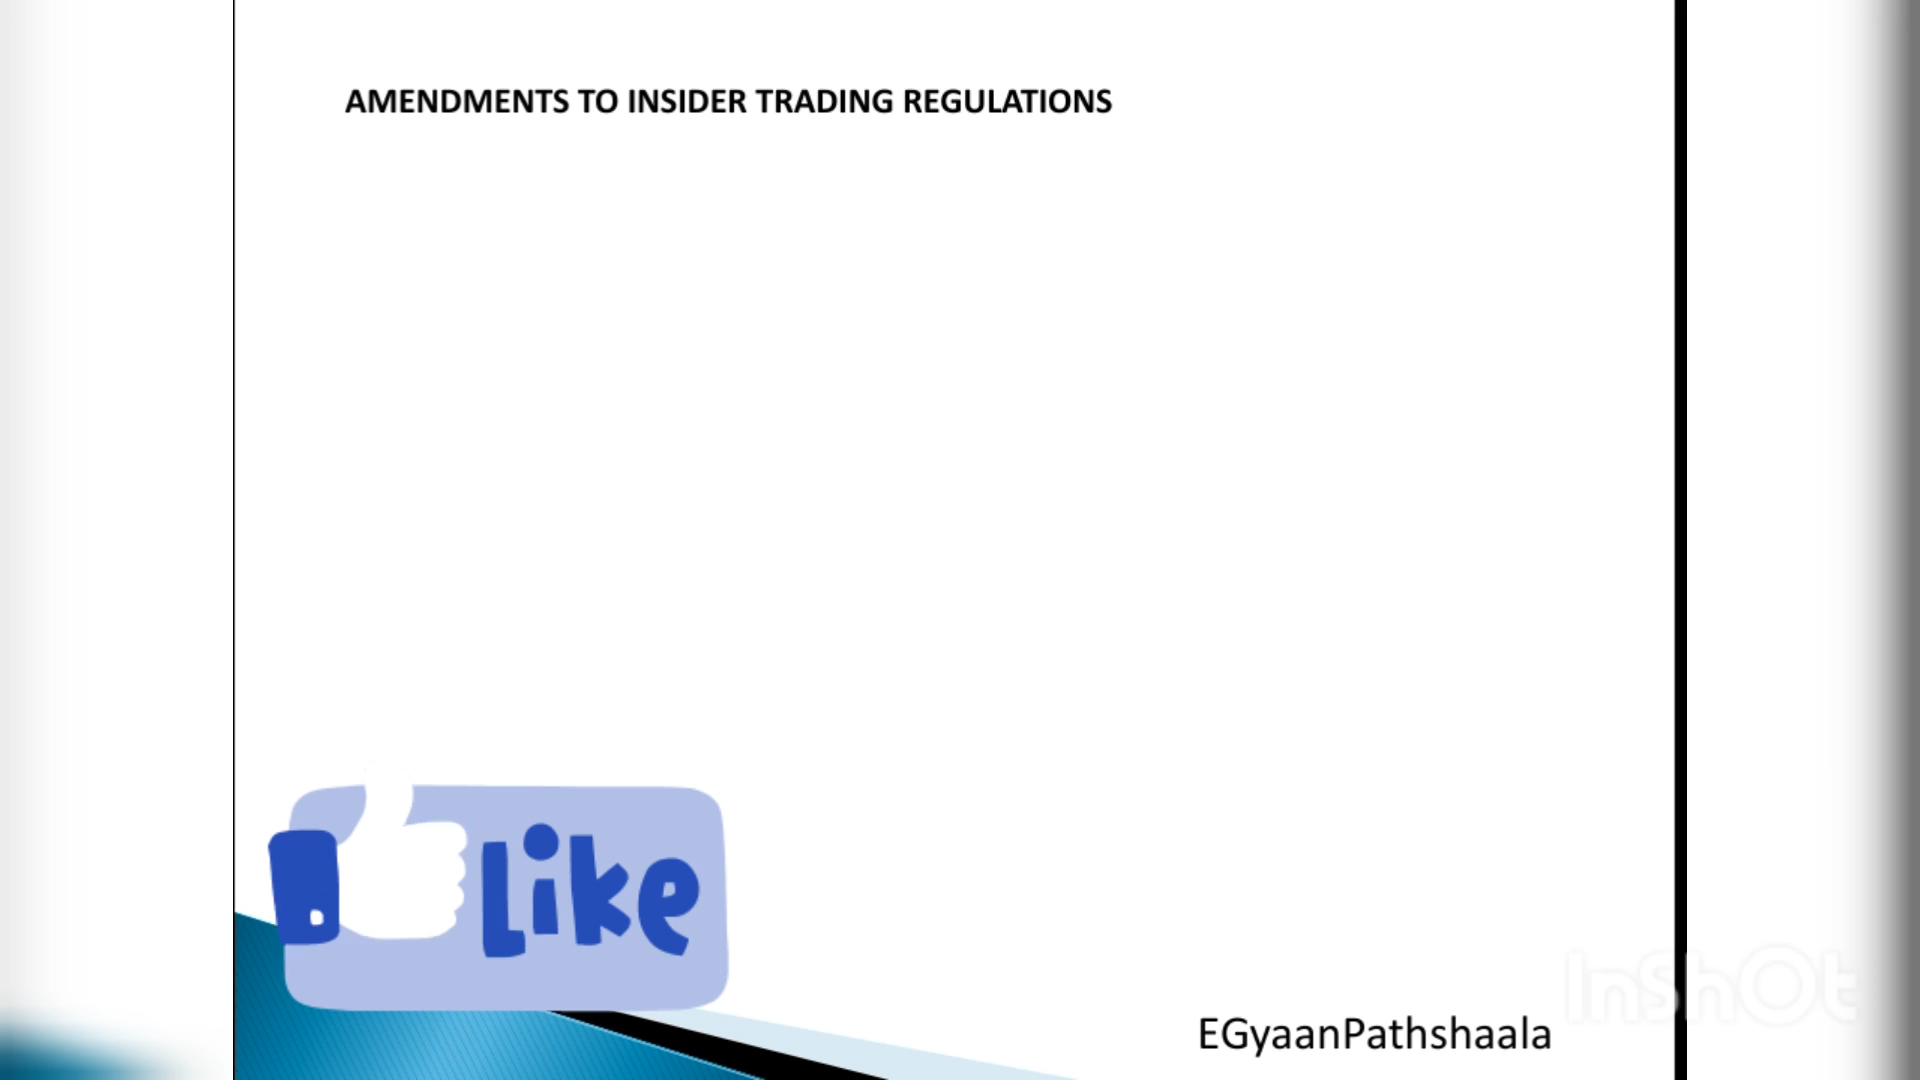 AMENDMENTS TO INSIDER TRADING REGULATIONS
Like
EGyaanPathshaala
InShOt